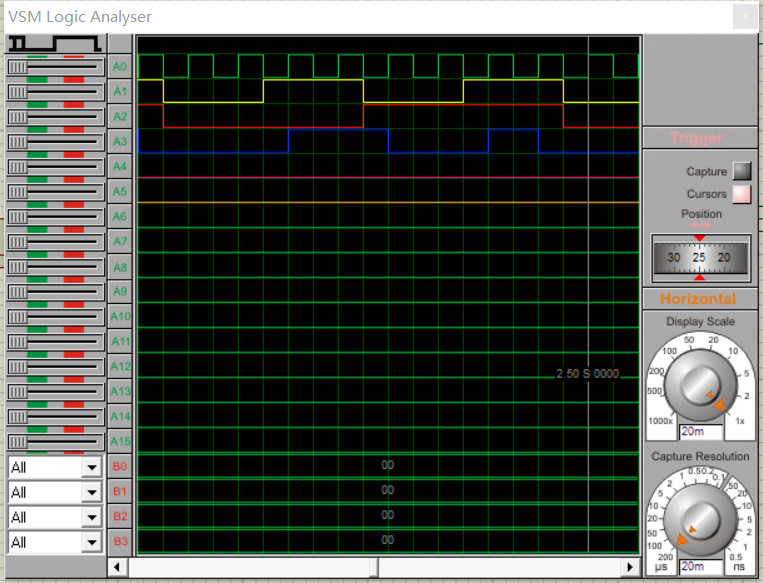 VSM Logic Analyser
A0
A1
A2
A3
A4
A5
A6
A7
A8
A9
A10
A11
A12
A13
A14
A15
All B0 00
All B1 00
All B2 00
All B3 00
2.50 S 0000
Trigger
Capture
Cursors
Position
30 25 20
Horizontal
Display Scale
1000x 500 200 100 50 20 10 5 2 1x
20m
Capture Resolution
200 100 50 20 10 5 2 1 0.5 0.2 0.1 50 20 10 5 2 1 0.5
µs ns
20m